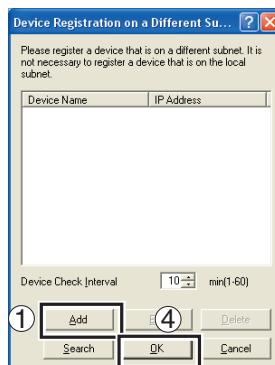 Device Registration on a Different Su...
Please register a device that is on a different subnet. It is
not necessary to register a device that is on the local
subnet.
Device Name IP Address
Device Check Interval 10 min(1-60)
1 Add 4 Delete
Search OK Cancel